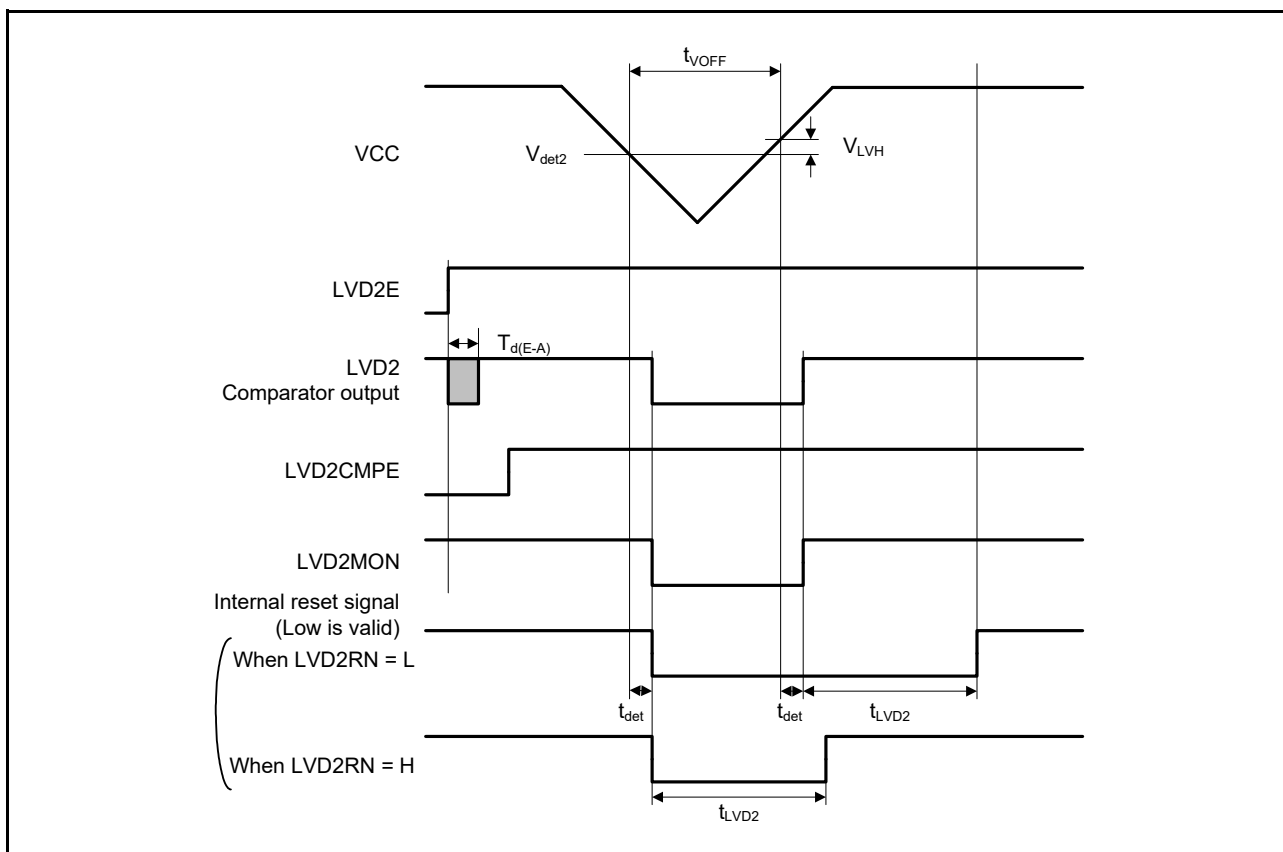 tVOFF
VCC
Vdet2
VLVH
LVD2E
Td(E-A)
LVD2
Comparator output
LVD2CMPE
LVD2MON
Internal reset signal
(Low is valid)
When LVD2RN = L
tdet
tdet
tLVD2
When LVD2RN = H
tLVD2